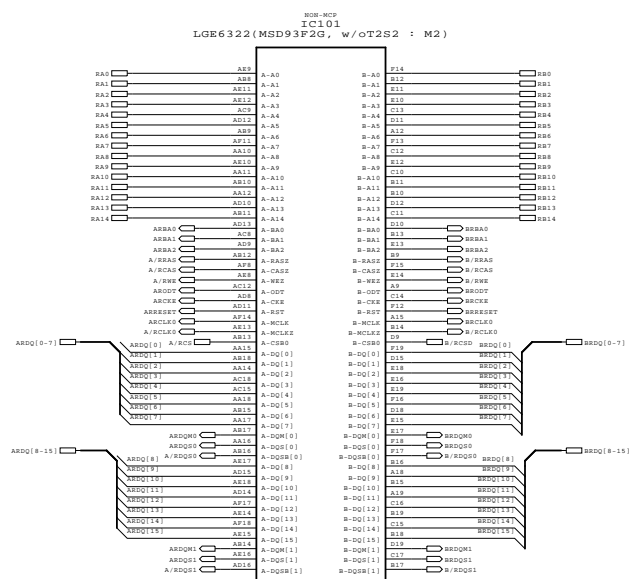 NON-MCP
IC101
LGE6322(MSD93F2G, w/oT2S2 : M2)
RA0 AE9 A-A0 B-A0 F14 RB0
RA1 AB8 A-A1 B-A1 B12 RB1
RA2 AE11 A-A2 B-A2 E11 RB2
RA3 AE12 A-A3 B-A3 E10 RB3
RA4 AC9 A-A4 B-A4 C13 RB4
RA5 AD12 A-A5 B-A5 D11 RB5
RA6 AB9 A-A6 B-A6 A12 RB6
RA7 AF11 A-A7 B-A7 F13 RB7
RA8 AA10 A-A8 B-A8 C12 RB8
RA9 AE10 A-A9 B-A9 E12 RB9
RA10 AA11 A-A10 B-A10 C10 RB10
RA11 AB10 A-A11 B-A11 B11 RB11
RA12 AA12 A-A12 B-A12 B10 RB12
RA13 AD10 A-A13 B-A13 D12 RB13
RA14 AB11 A-A14 B-A14 C11 RB14
ARBA0 AD13 A-BA0 B-BA0 D10 BRBA0
ARBA1 AC8 A-BA1 B-BA1 B13 BRBA1
ARBA2 AD9 A-BA2 B-BA2 E13 BRBA2
A/RRAS AB12 A-RASZ B-RASZ B9 B/RRAS
A/RCAS AF8 A-CASZ B-CASZ F15 B/RCAS
A/RWE AE8 A-WEZ B-WEZ E14 B/RWE
ARODT AC12 A-ODT B-ODT A9 BRODT
ARCKE AD8 A-CKE B-CKE C14 BRCKE
ARRESET AD11 A-RST B-RST F12 BRRESET
ARCLK0 AF14 A-MCLK B-MCLK A15 BRCLK0
A/RCLK0 AE13 A-MCLKZ B-MCLKZ B14 B/RCLK0
A/RCS AB13 A-CSB0 B-CSB0 D9 B/RCSD
ARDQ[0-7] BRDQ[0-7]
ARDQ[0] AA15 A-DQ[0] B-DQ[0] F19 BRDQ[0]
ARDQ[1] AB18 A-DQ[1] B-DQ[1] D15 BRDQ[1]
ARDQ[2] AA14 A-DQ[2] B-DQ[2] E18 BRDQ[2]
ARDQ[3] AC18 A-DQ[3] B-DQ[3] E16 BRDQ[3]
ARDQ[4] AC15 A-DQ[4] B-DQ[4] E19 BRDQ[4]
ARDQ[5] AA18 A-DQ[5] B-DQ[5] F16 BRDQ[5]
ARDQ[6] AB15 A-DQ[6] B-DQ[6] D18 BRDQ[6]
ARDQ[7] AA17 A-DQ[7] B-DQ[7] E15 BRDQ[7]
ARDQM0 AB17 A-DQM[0] B-DQM[0] E17 BRDQM0
ARDQS0 AA16 A-DQS[0] B-DQS[0] F18 BRDQS0
A/RDQS0 AB16 A-DQSB[0] B-DQSB[0] F17 B/RDQS0
ARDQ[8-15] BRDQ[8-15]
ARDQ[8] AE17 A-DQ[8] B-DQ[8] B16 BRDQ[8]
ARDQ[9] AD15 A-DQ[9] B-DQ[9] A18 BRDQ[9]
ARDQ[10] AE18 A-DQ[10] B-DQ[10] B15 BRDQ[10]
ARDQ[11] AD14 A-DQ[11] B-DQ[11] A19 BRDQ[11]
ARDQ[12] AF17 A-DQ[12] B-DQ[12] C16 BRDQ[12]
ARDQ[13] AE14 A-DQ[13] B-DQ[13] B19 BRDQ[13]
ARDQ[14] AF18 A-DQ[14] B-DQ[14] C15 BRDQ[14]
ARDQ[15] AE15 A-DQ[15] B-DQ[15] B18 BRDQ[15]
ARDQM1 AB14 A-DQM[1] B-DQM[1] D19 BRDQM1
ARDQS1 AE16 A-DQS[1] B-DQS[1] C17 BRDQS1
A/RDQS1 AD16 A-DQSB[1] B-DQSB[1] B17 B/RDQS1